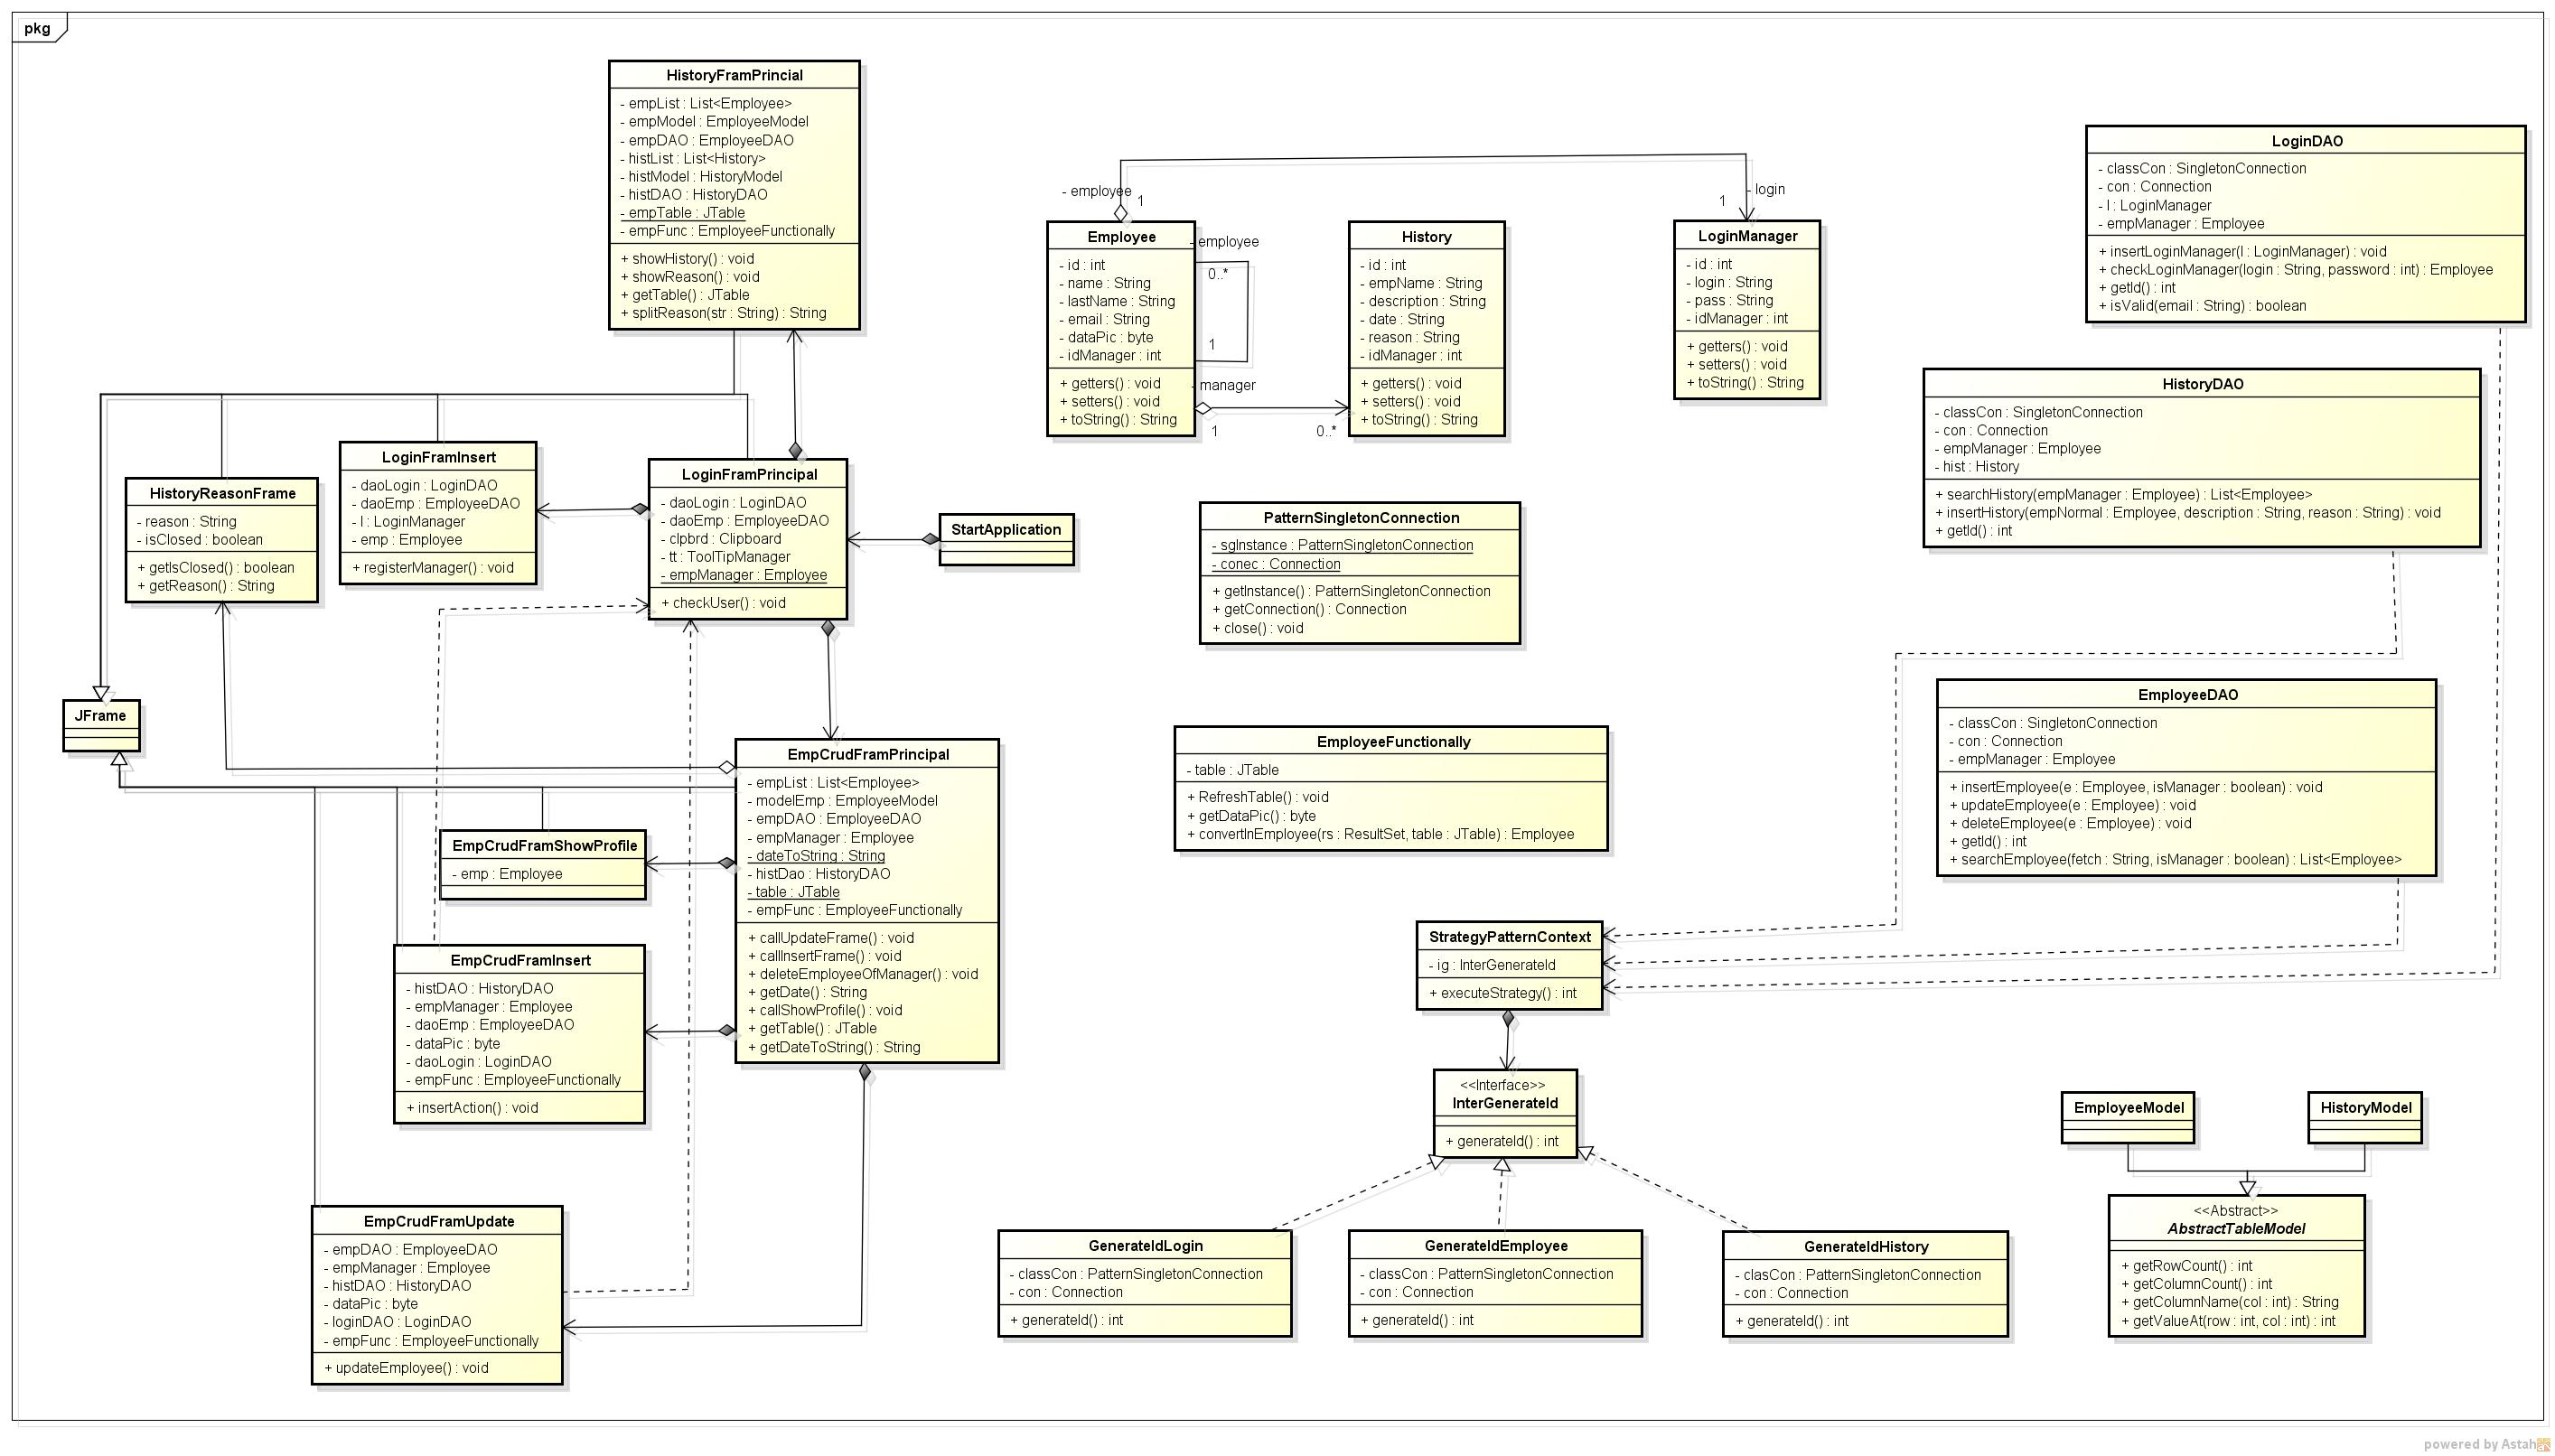 pkg
HistoryFramPrincial
- empList : List<Employee>
- empModel : EmployeeModel
- empDAO : EmployeeDAO
- histList : List<History>
- histModel : HistoryModel
- histDAO : HistoryDAO
- empTable : JTable
- empFunc : EmployeeFunctionally
+ showHistory() : void
+ showReason() : void
+ getTable() : JTable
+ splitReason(str : String) : String
- employee
1
1
- login
Employee
- id : int
- name : String
- lastName : String
- email : String
- dataPic : byte
- idManager : int
+ getters() : void
+ setters() : void
+ toString() : String
- employee
0..*
1
- manager
1
0..*
History
- id : int
- empName : String
- description : String
- date : String
- reason : String
- idManager : int
+ getters() : void
+ setters() : void
+ toString() : String
LoginManager
- id : int
- login : String
- pass : String
- idManager : int
+ getters() : void
+ setters() : void
+ toString() : String
LoginDAO
- classCon : SingletonConnection
- con : Connection
- l : LoginManager
- empManager : Employee
+ insertLoginManager(l : LoginManager) : void
+ checkLoginManager(login : String, password : int) : Employee
+ getId() : int
+ isValid(email : String) : boolean
HistoryDAO
- classCon : SingletonConnection
- con : Connection
- empManager : Employee
- hist : History
+ searchHistory(empManager : Employee) : List<Employee>
+ insertHistory(empNormal : Employee, description : String, reason : String) : void
+ getId() : int
HistoryReasonFrame
- reason : String
- isClosed : boolean
+ getIsClosed() : boolean
+ getReason() : String
LoginFramInsert
- daoLogin : LoginDAO
- daoEmp : EmployeeDAO
- l : LoginManager
- emp : Employee
+ registerManager() : void
LoginFramPrincipal
- daoLogin : LoginDAO
- daoEmp : EmployeeDAO
- clpbrd : Clipboard
- tt : ToolTipManager
- empManager : Employee
+ checkUser() : void
StartApplication
PatternSingletonConnection
- sgInstance : PatternSingletonConnection
- conec : Connection
+ getInstance() : PatternSingletonConnection
+ getConnection() : Connection
+ close() : void
JFrame
EmpCrudFramPrincipal
- empList : List<Employee>
- modelEmp : EmployeeModel
- empDAO : EmployeeDAO
- empManager : Employee
- dateToString : String
- histDao : HistoryDAO
- table : JTable
- empFunc : EmployeeFunctionally
+ callUpdateFrame() : void
+ callInsertFrame() : void
+ deleteEmployeeOfManager() : void
+ getDate() : String
+ callShowProfile() : void
+ getTable() : JTable
+ getDateToString() : String
EmployeeFunctionally
- table : JTable
+ RefreshTable() : void
+ getDataPic() : byte
+ convertInEmployee(rs : ResultSet, table : JTable) : Employee
EmployeeDAO
- classCon : SingletonConnection
- con : Connection
- empManager : Employee
+ insertEmployee(e : Employee, isManager : boolean) : void
+ updateEmployee(e : Employee) : void
+ deleteEmployee(e : Employee) : void
+ getId() : int
+ searchEmployee(fetch : String, isManager : boolean) : List<Employee>
EmpCrudFramShowProfile
- emp : Employee
EmpCrudFramInsert
- histDAO : HistoryDAO
- empManager : Employee
- daoEmp : EmployeeDAO
- dataPic : byte
- daoLogin : LoginDAO
- empFunc : EmployeeFunctionally
+ insertAction() : void
StrategyPatternContext
- ig : InterGenerateId
+ executeStrategy() : int
<<Interface>>
InterGenerateId
+ generateId() : int
EmployeeModel
HistoryModel
<<Abstract>>
AbstractTableModel
+ getRowCount() : int
+ getColumnCount() : int
+ getColumnName(col : int) : String
+ getValueAt(row : int, col : int) : int
EmpCrudFramUpdate
- empDAO : EmployeeDAO
- empManager : Employee
- histDAO : HistoryDAO
- dataPic : byte
- loginDAO : LoginDAO
- empFunc : EmployeeFunctionally
+ updateEmployee() : void
GenerateIdLogin
- classCon : PatternSingletonConnection
- con : Connection
+ generateId() : int
GenerateIdEmployee
- classCon : PatternSingletonConnection
- con : Connection
+ generateId() : int
GenerateIdHistory
- clasCon : PatternSingletonConnection
- con : Connection
+ generateId() : int
powered by Astah